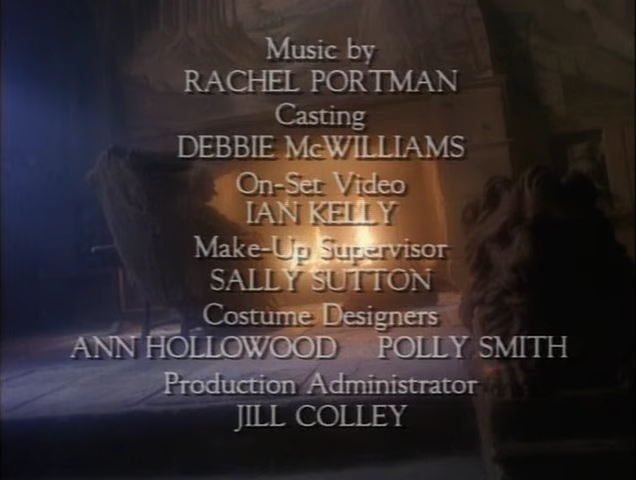 Music by
RACHEL PORTMAN
Casting
DEBBIE McWILLIAMS
On-Set Video
IAN KELLY
Make-Up Supervisor
SALLY SUTTON
Costume Designers
ANN HOLLOWOOD POLLY SMITH
Production Administrator
JILL COLLEY